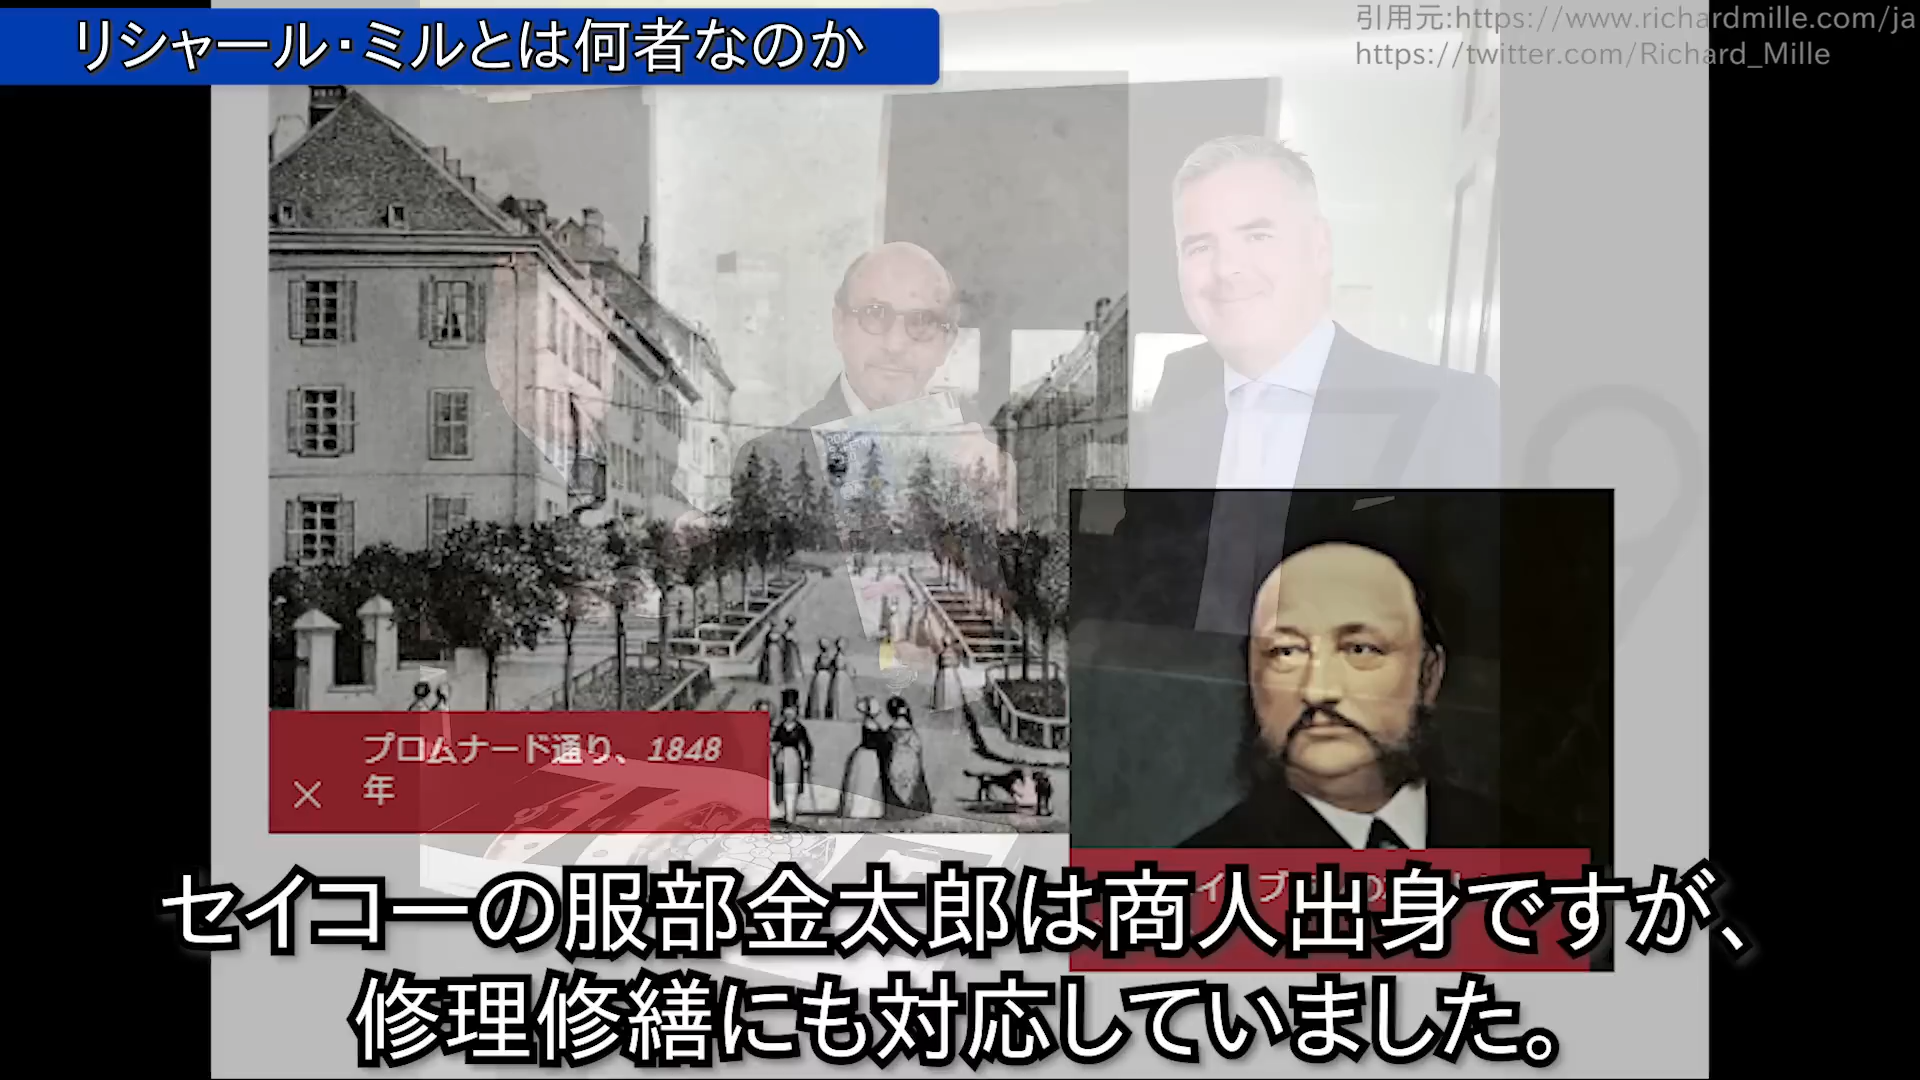 リシャール・ミルとは何者なのか
引用元:https://www.richardmille.com/ja
https://twitter.com/Richard_Mille
プロムナード通り、1848
年
セイコーの服部金太郎は商人出身ですが、
修理修繕にも対応していました。